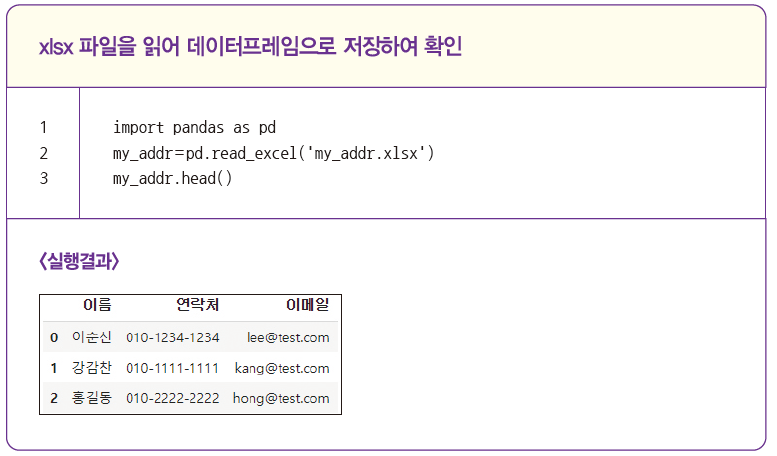 xlsx 파일을 읽어 데이터프레임으로 저장하여 확인
1 import pandas as pd
2 my_addr=pd.read_excel('my_addr.xlsx')
3 my_addr.head()
<실행결과>
이름 연락처 이메일
0 이순신 010-1234-1234 lee@test.com
1 강감찬 010-1111-1111 kang@test.com
2 홍길동 010-2222-2222 hong@test.com